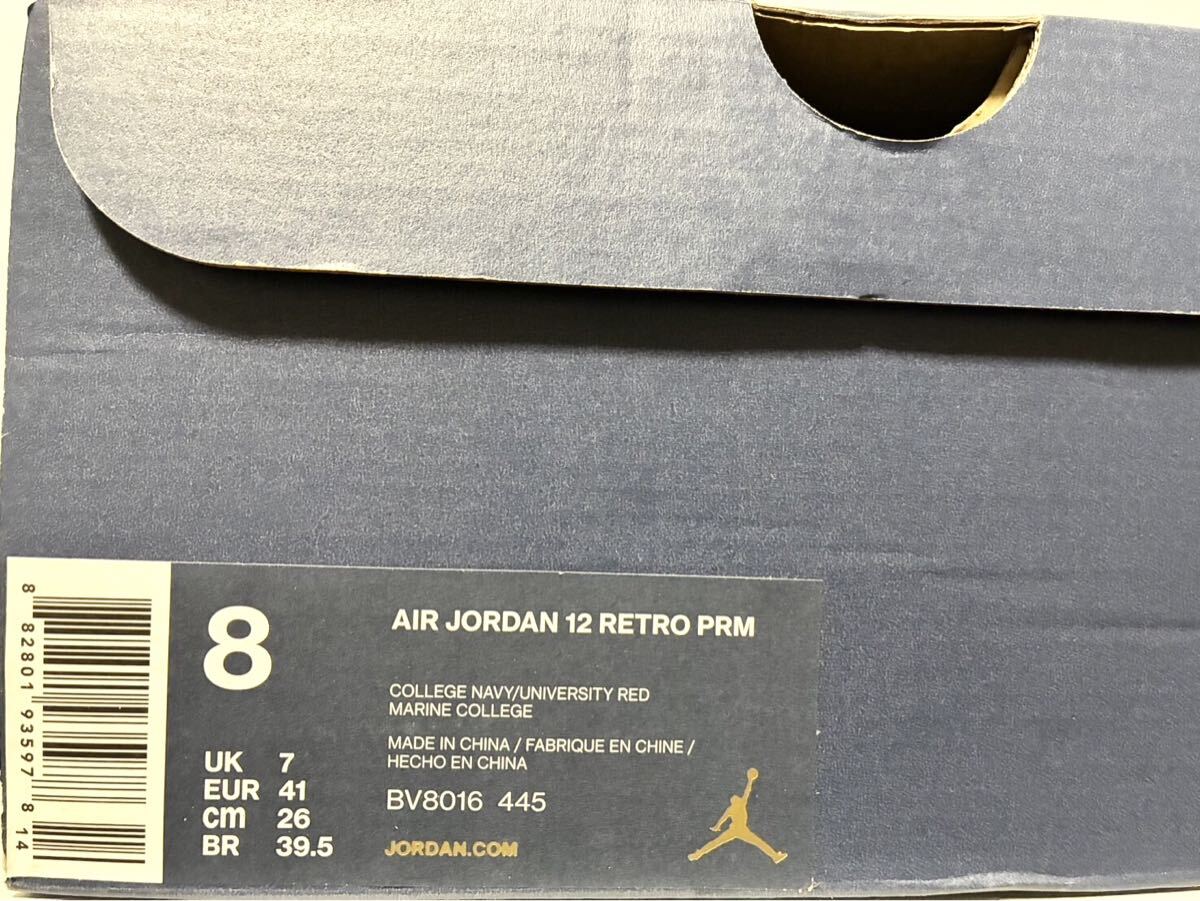 8 82801 93597 8 14
8
UK 7
EUR 41
cm 26
BR 39.5
AIR JORDAN 12 RETRO PRM
COLLEGE NAVY/UNIVERSITY RED
MARINE COLLEGE
MADE IN CHINA / FABRIQUE EN CHINE /
HECHO EN CHINA
BV8016 445
JORDAN.COM